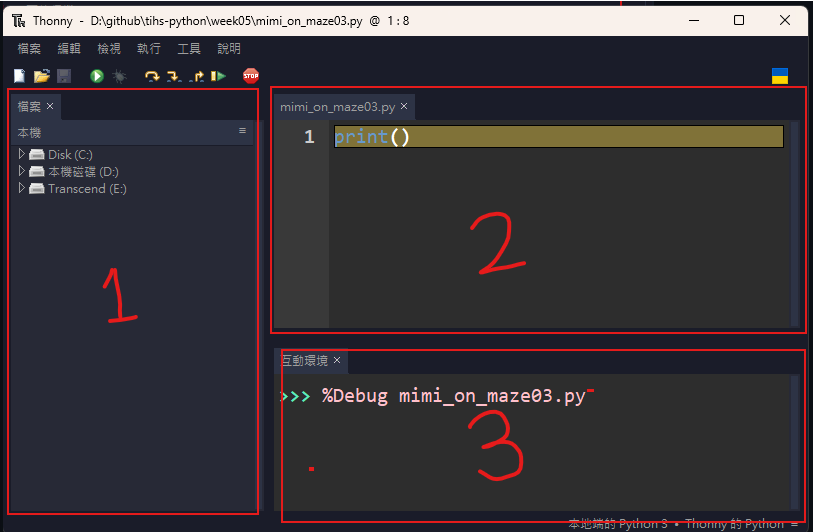 Thonny - D:\github\tihs-python\week05\mimi_on_maze03.py @ 1 : 8
檔案 編輯 檢視 執行 工具 說明
STOP
檔案 ×
本機 ≡
Disk (C:)
本機磁碟 (D:)
Transcend (E:)
1
mimi_on_maze03.py ×
1 print()
2
互動環境 ×
>>> %Debug mimi_on_maze03.py
3
本地端的 Python 3 • Thonny 的 Python ≡